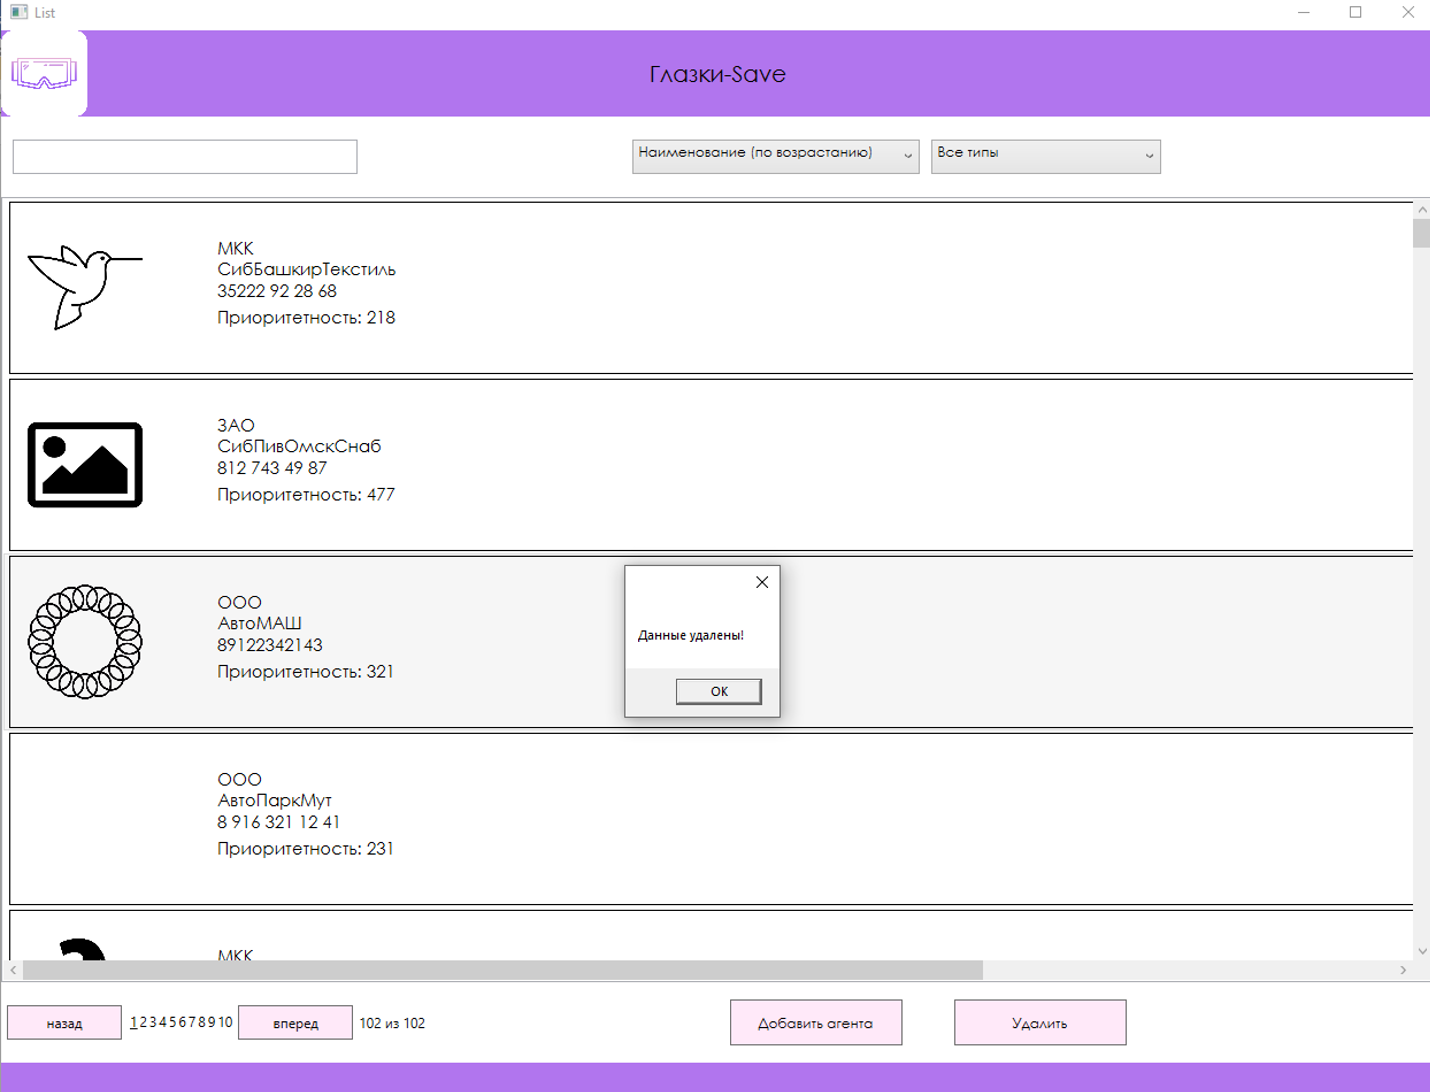 List
Глазки-Save
Наименование (по возрастанию)
Все типы
МКК
СибБашкирТекстиль
35222 92 28 68
Приоритетность: 218
ЗАО
СибПивОмскСнаб
812 743 49 87
Приоритетность: 477
ООО
АвтоМАШ
89122342143
Приоритетность: 321
Данные удалены!
ОК
ООО
АвтоПаркМут
8 916 321 12 41
Приоритетность: 231
МКК
назад
1 2 3 4 5 6 7 8 9 10
вперед
102 из 102
Добавить агента
Удалить